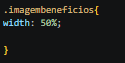 .imagembeneficios{
width: 50%;
}